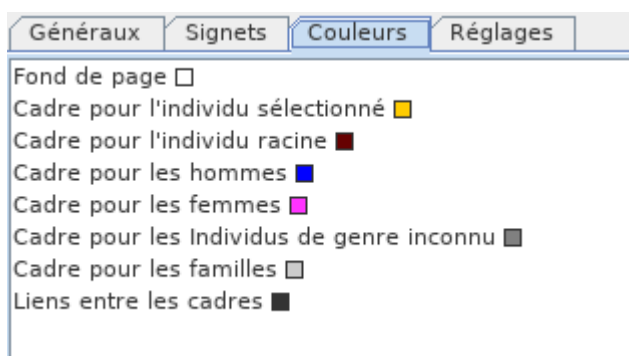 Généraux Signets Couleurs Réglages
Fond de page
Cadre pour l'individu sélectionné
Cadre pour l'individu racine
Cadre pour les hommes
Cadre pour les femmes
Cadre pour les Individus de genre inconnu
Cadre pour les familles
Liens entre les cadres